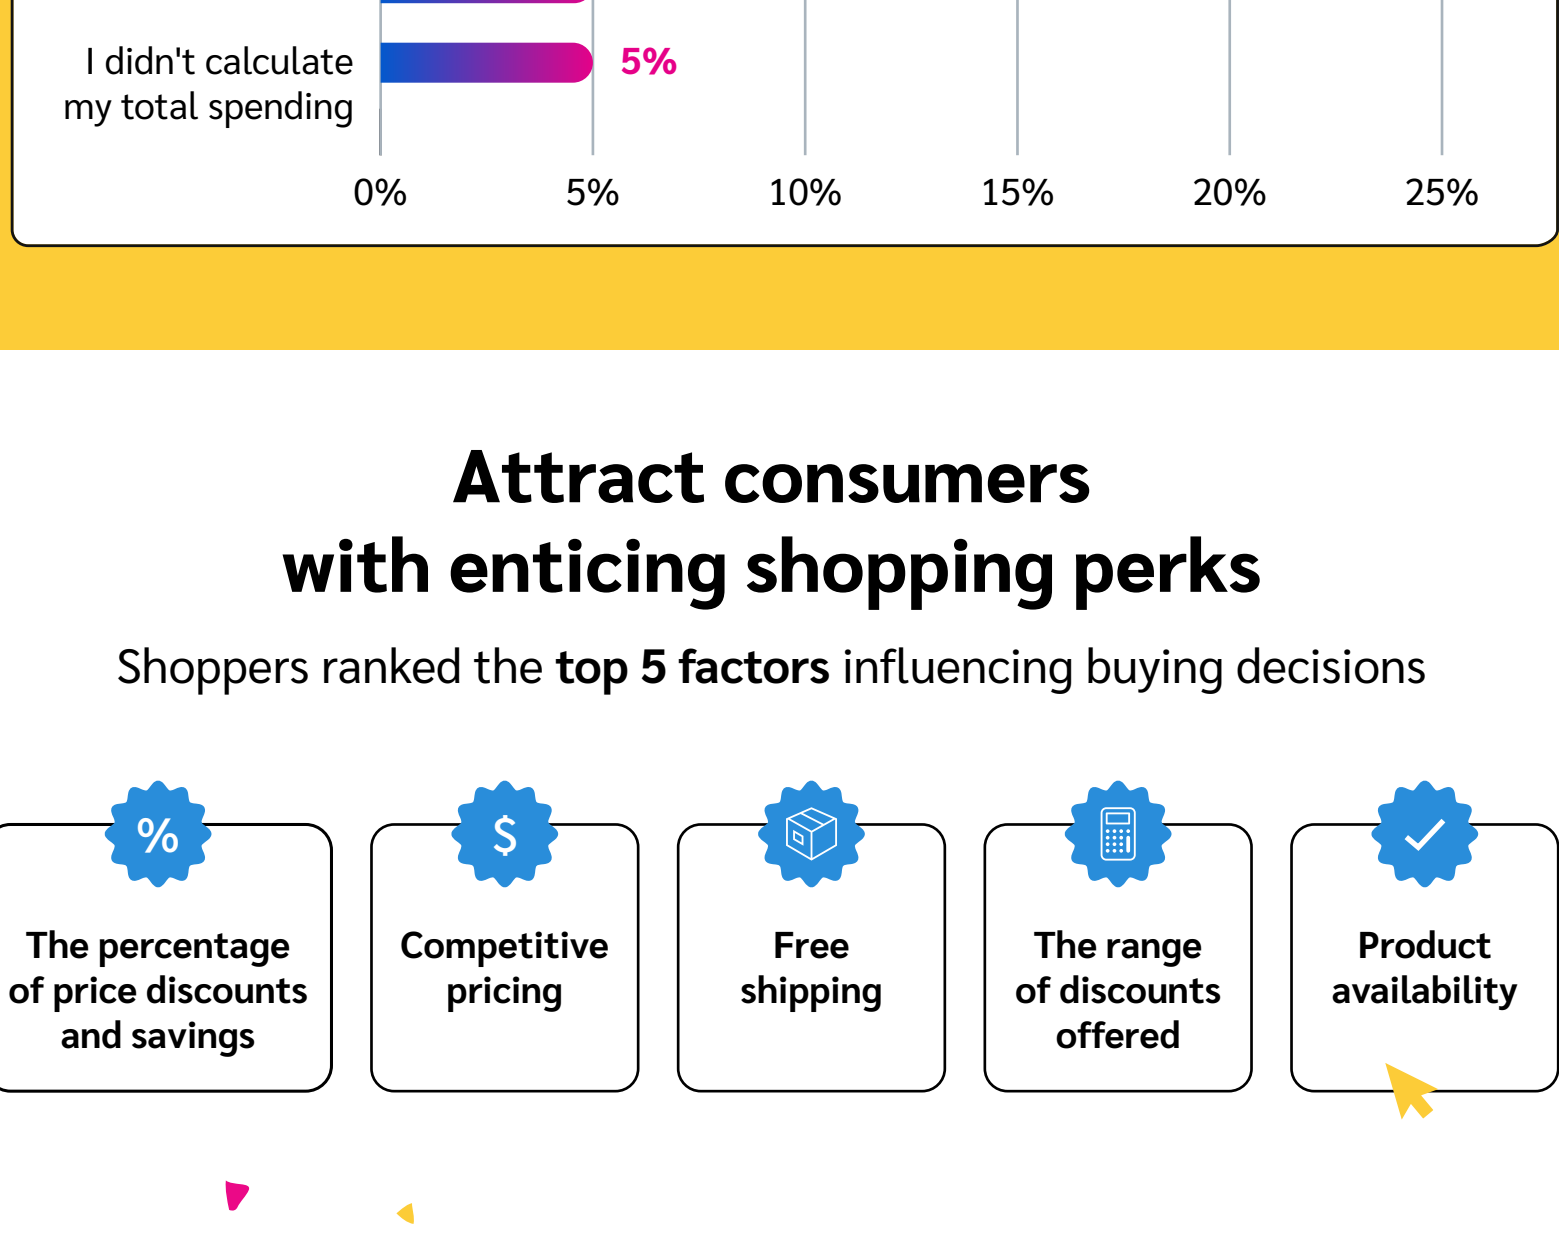 I didn't calculate
my total spending
5%
0%
5%
10%
15%
20%
25%
Attract consumers
with enticing shopping perks
Shoppers ranked the top 5 factors influencing buying decisions
%
The percentage
of price discounts
and savings
$
Competitive
pricing
Free
shipping
The range
of discounts
offered
Product
availability